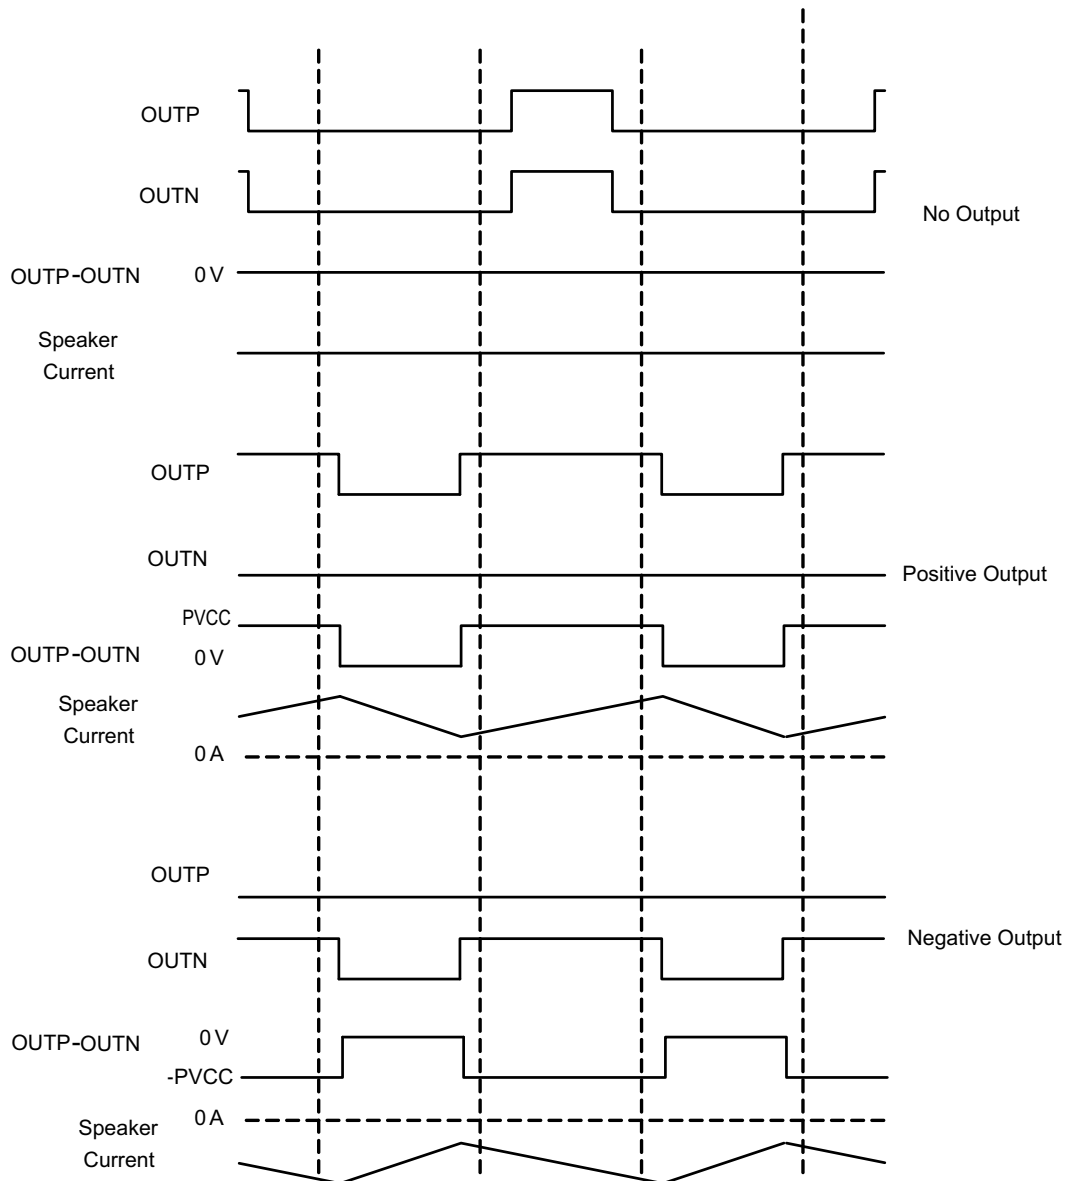 OUTP
OUTN
No Output
OUTP-OUTN 0 V
Speaker
Current
OUTP
OUTN
Positive Output
PVCC
OUTP-OUTN 0 V
Speaker
Current
0 A
OUTP
Negative Output
OUTN
OUTP-OUTN 0 V
-PVCC
0 A
Speaker
Current